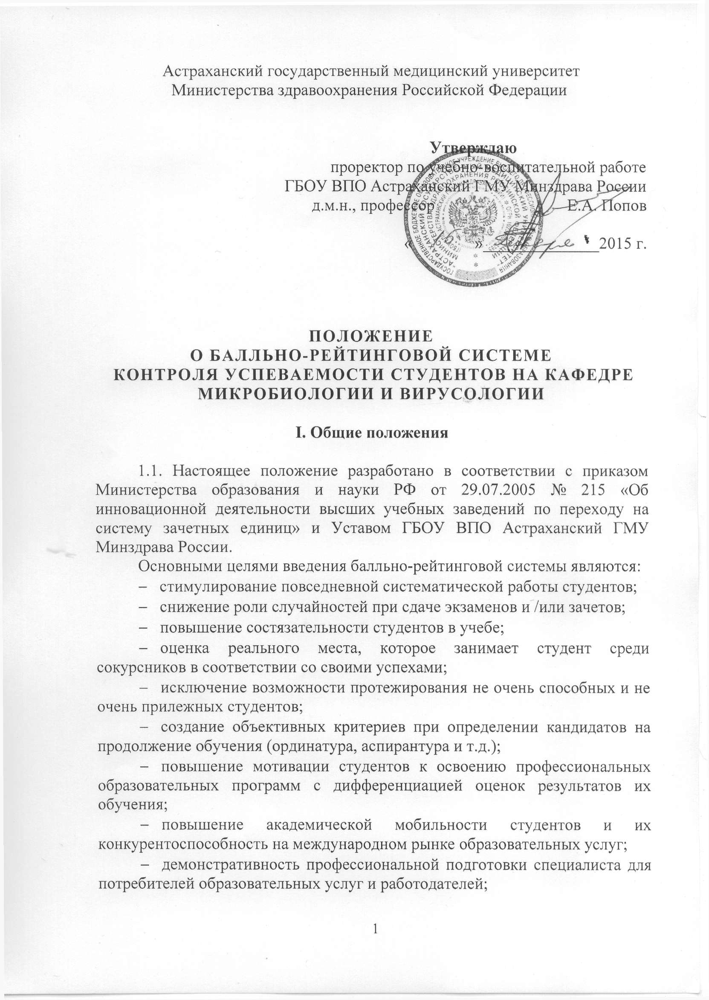 Астраханский государственный медицинский университет
Министерства здравоохранения Российской Федерации
Утверждаю
проректор по учебно-воспитательной работе
ГБОУ ВПО Астраханский ГМУ Минздрава России
д.м.н., профессор Е.А. Попов
« » 2015 г.
ПОЛОЖЕНИЕ
О БАЛЛЬНО-РЕЙТИНГОВОЙ СИСТЕМЕ
КОНТРОЛЯ УСПЕВАЕМОСТИ СТУДЕНТОВ НА КАФЕДРЕ
МИКРОБИОЛОГИИ И ВИРУСОЛОГИИ
I. Общие положения
1.1. Настоящее положение разработано в соответствии с приказом
Министерства образования и науки РФ от 29.07.2005 № 215 «Об
инновационной деятельности высших учебных заведений по переходу на
систему зачетных единиц» и Уставом ГБОУ ВПО Астраханский ГМУ
Минздрава России.
Основными целями введения балльно-рейтинговой системы являются:
– стимулирование повседневной систематической работы студентов;
– снижение роли случайностей при сдаче экзаменов и /или зачетов;
– повышение состязательности студентов в учебе;
– оценка реального места, которое занимает студент среди
сокурсников в соответствии со своими успехами;
– исключение возможности протежирования не очень способных и не
очень прилежных студентов;
– создание объективных критериев при определении кандидатов на
продолжение обучения (ординатура, аспирантура и т.д.);
– повышение мотивации студентов к освоению профессиональных
образовательных программ с дифференциацией оценок результатов их
обучения;
– повышение академической мобильности студентов и их
конкурентоспособность на международном рынке образовательных услуг;
– демонстративность профессиональной подготовки специалиста для
потребителей образовательных услуг и работодателей;
1